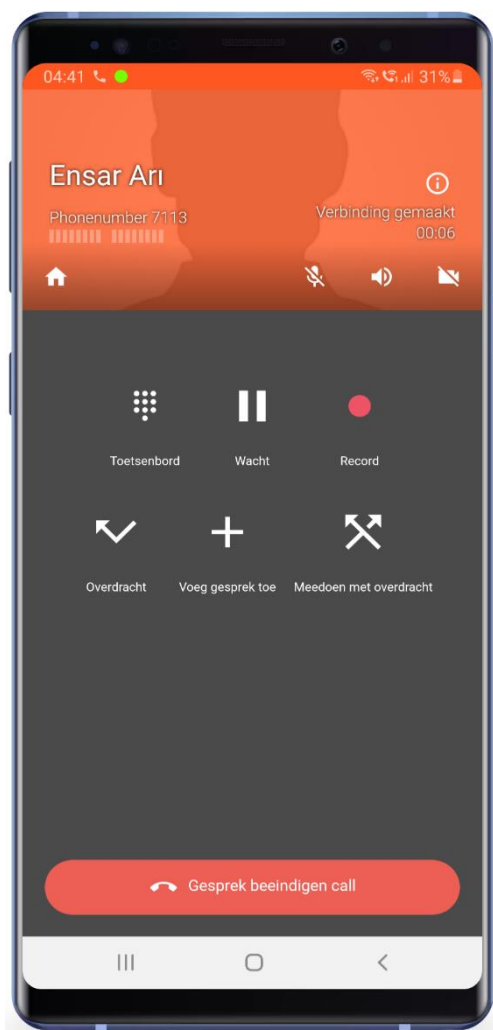 04:41 31%
Ensar Arı
Phonenumber 7113
Verbinding gemaakt
00:06
Toetsenbord Wacht Record
Overdracht Voeg gesprek toe Meedoen met overdracht
Gesprek beeindigen call